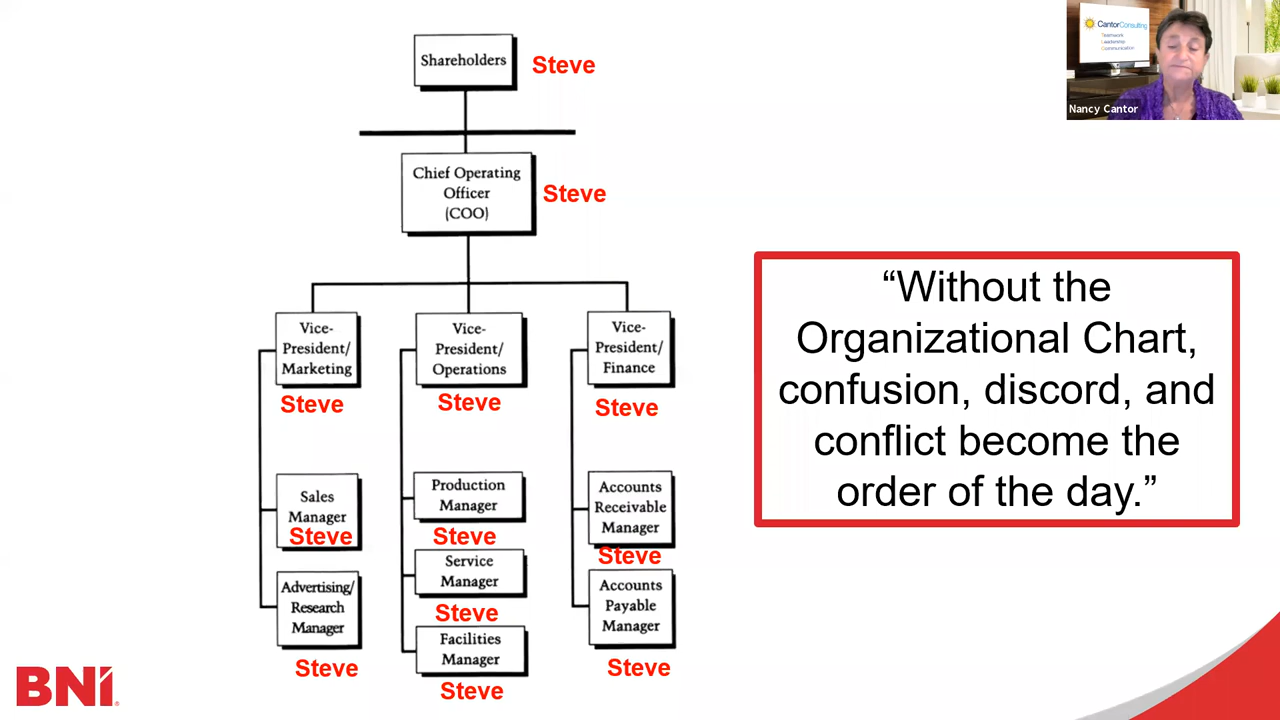 Shareholders
Steve
Chief Operating
Officer
(COO)
Steve
Vice-
President/
Marketing
Steve
Vice-
President/
Operations
Steve
Vice-
President/
Finance
Steve
Sales
Manager
Steve
Advertising/
Research
Manager
Steve
Production
Manager
Steve
Service
Manager
Steve
Facilities
Manager
Steve
Accounts
Receivable
Manager
Steve
Accounts
Payable
Manager
Steve
“Without the
Organizational Chart,
confusion, discord, and
conflict become the
order of the day.”
CantorConsulting
Teamwork
Leadership
Communication
Nancy Cantor
BNI®